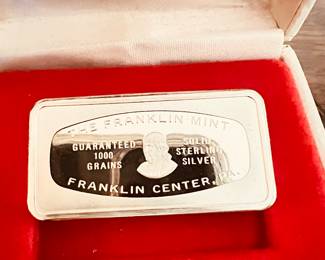 THE FRANKLIN MINT
GUARANTEED
1000
GRAINS
SOLID
STERLING
SILVER
FRANKLIN CENTER, PA.